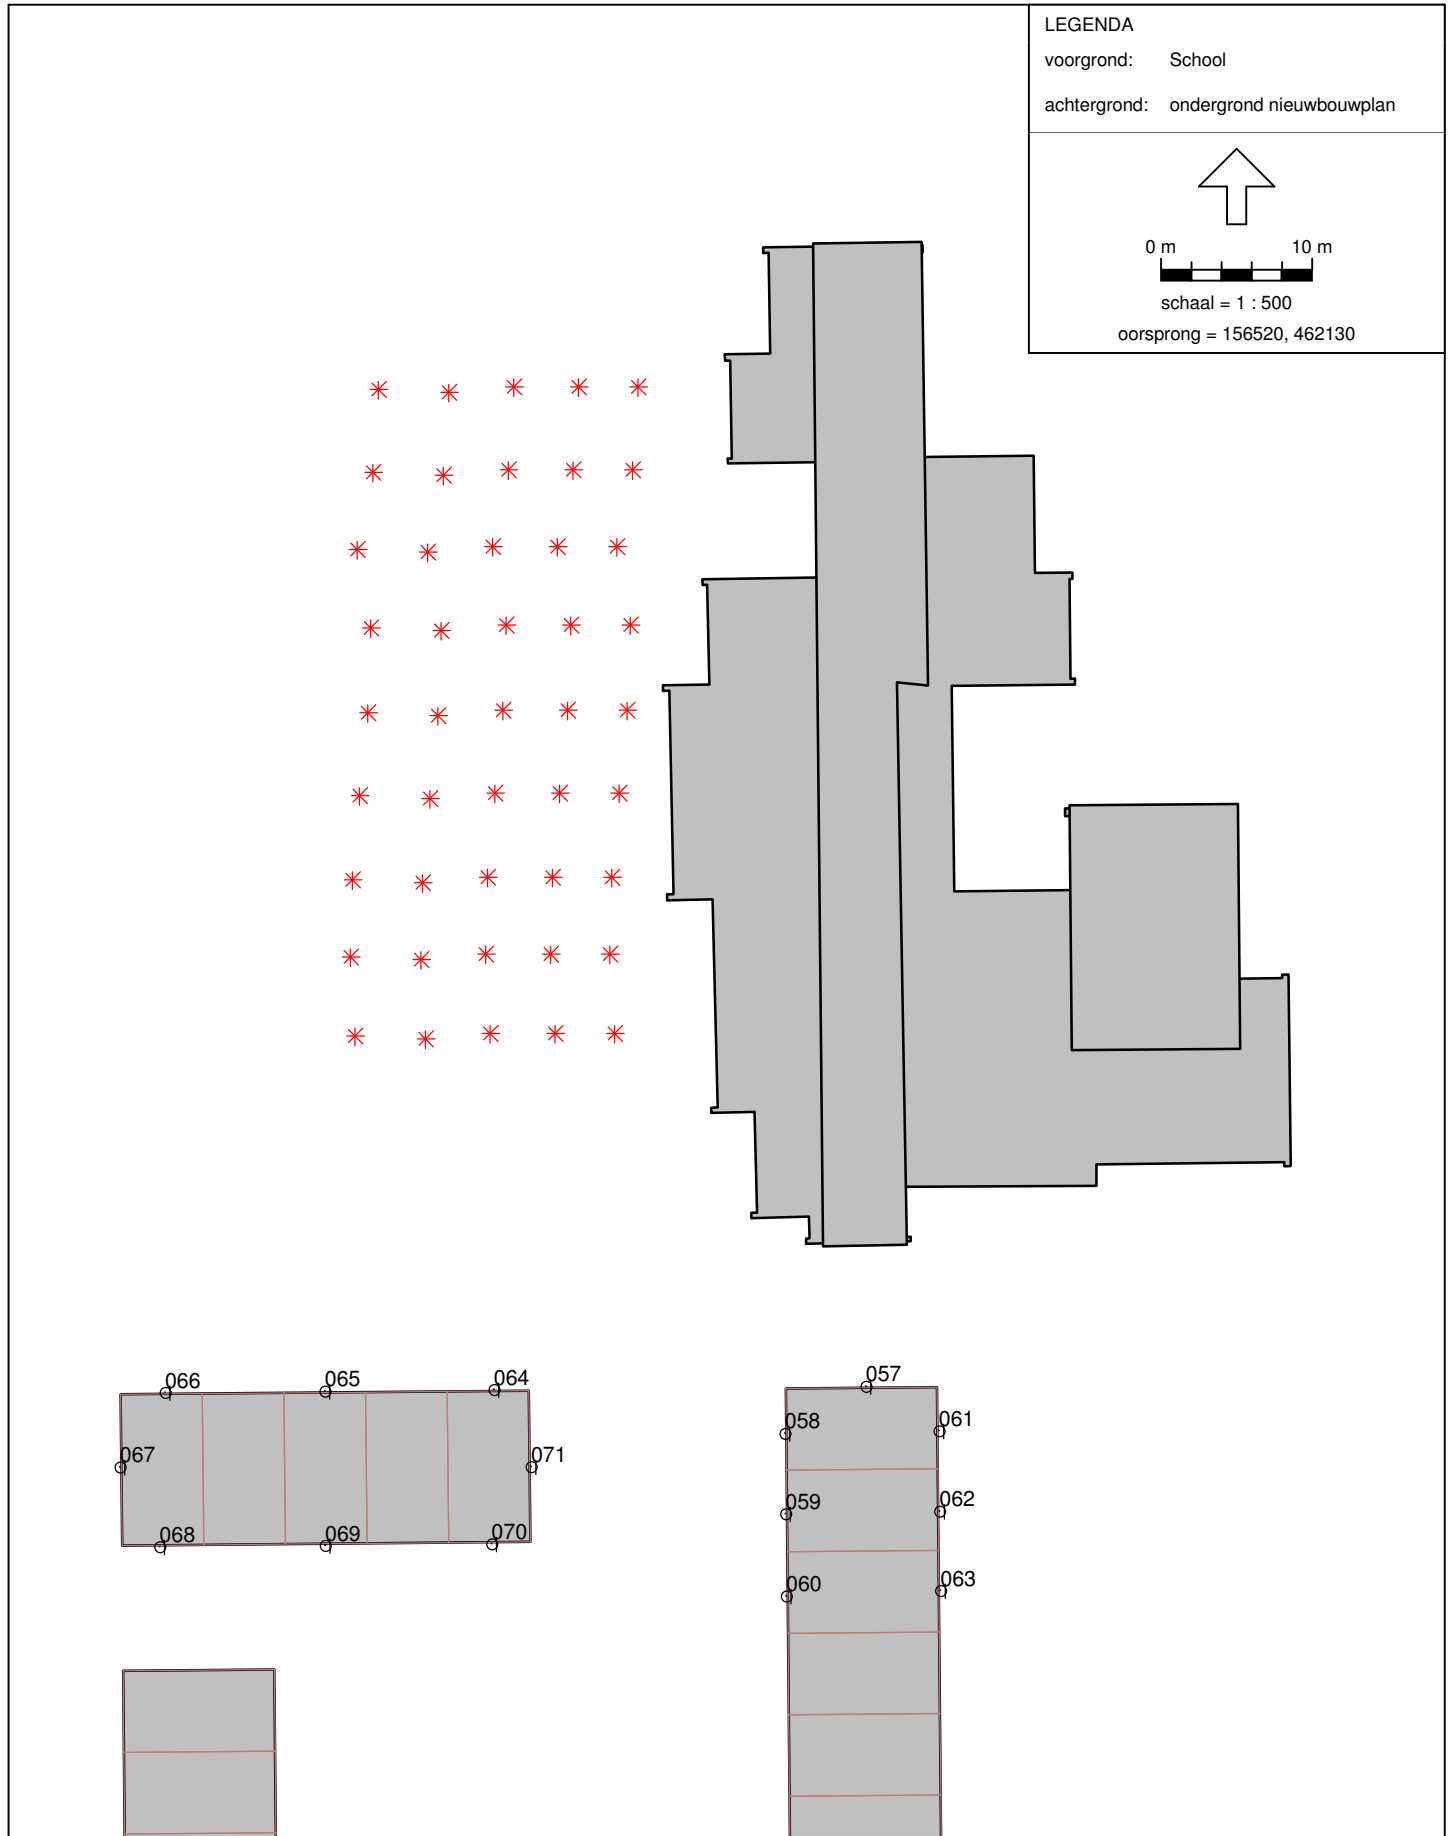 LEGENDA
voorgrond: School
achtergrond: ondergrond nieuwbouwplan
0 m 10 m
schaal = 1 : 500
oorsprong = 156520, 462130
066 065 064
057
058 061
067 071
059 062
068 069 070
060 063